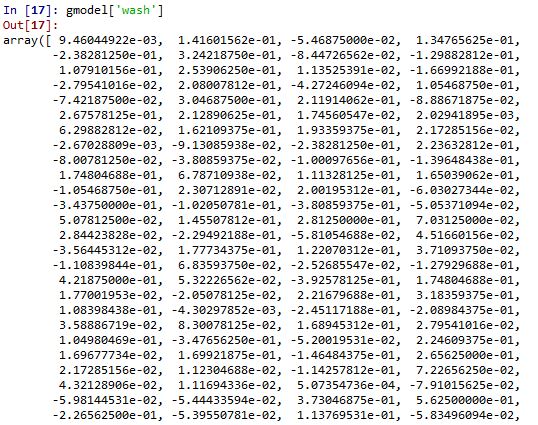 In [17]: gmodel['wash']
Out[17]:
array([ 9.46044922e-03, 1.41601562e-01, -5.46875000e-02, 1.34765625e-01,
-2.38281250e-01, 3.24218750e-01, -8.44726562e-02, -1.29882812e-01,
1.07910156e-01, 2.53906250e-01, 1.13525391e-02, -1.66992188e-01,
-2.79541016e-02, 2.08007812e-01, -4.27246094e-02, 1.05468750e-01,
-7.42187500e-02, 3.04687500e-01, 2.11914062e-01, -8.88671875e-02,
2.67578125e-01, 2.12890625e-01, 1.74560547e-02, 2.02941895e-03,
6.29882812e-02, 1.62109375e-01, 1.93359375e-01, 2.17285156e-02,
-2.67028809e-03, -9.13085938e-02, -2.38281250e-01, 2.23632812e-01,
-8.00781250e-02, -3.80859375e-02, -1.00097656e-01, -1.39648438e-01,
1.74804688e-01, 6.78710938e-02, 1.11328125e-01, 1.65039062e-01,
-1.05468750e-01, 2.30712891e-02, 2.00195312e-01, -6.03027344e-02,
-3.43750000e-01, -1.02050781e-01, -3.80859375e-01, -5.05371094e-02,
5.07812500e-02, 1.45507812e-01, 2.81250000e-01, 7.03125000e-02,
2.84423828e-02, -2.29492188e-01, -5.81054688e-02, 4.51660156e-02,
-3.56445312e-02, 1.77734375e-01, 1.22070312e-01, 3.71093750e-02,
-1.10839844e-01, 6.83593750e-02, -2.52685547e-02, -1.27929688e-01,
4.21875000e-01, 5.32226562e-02, -3.92578125e-01, 1.74804688e-01,
1.77001953e-02, -2.05078125e-02, 2.21679688e-01, 3.18359375e-01,
1.08398438e-01, -4.30297852e-03, -2.45117188e-01, -2.08984375e-01,
3.58886719e-02, 8.30078125e-02, 1.68945312e-01, 2.79541016e-02,
1.04980469e-01, -3.47656250e-01, -5.20019531e-02, 2.24609375e-01,
1.69677734e-02, 1.69921875e-01, -1.46484375e-01, 2.65625000e-01,
2.17285156e-02, 1.12304688e-02, -1.14257812e-01, 7.22656250e-02,
4.32128906e-02, 1.11694336e-02, 5.07354736e-04, -7.91015625e-02,
-5.98144531e-02, -5.44433594e-02, 3.73046875e-01, 5.62500000e-01,
-2.26562500e-01, -5.39550781e-02, 1.13769531e-01, -5.83496094e-02,